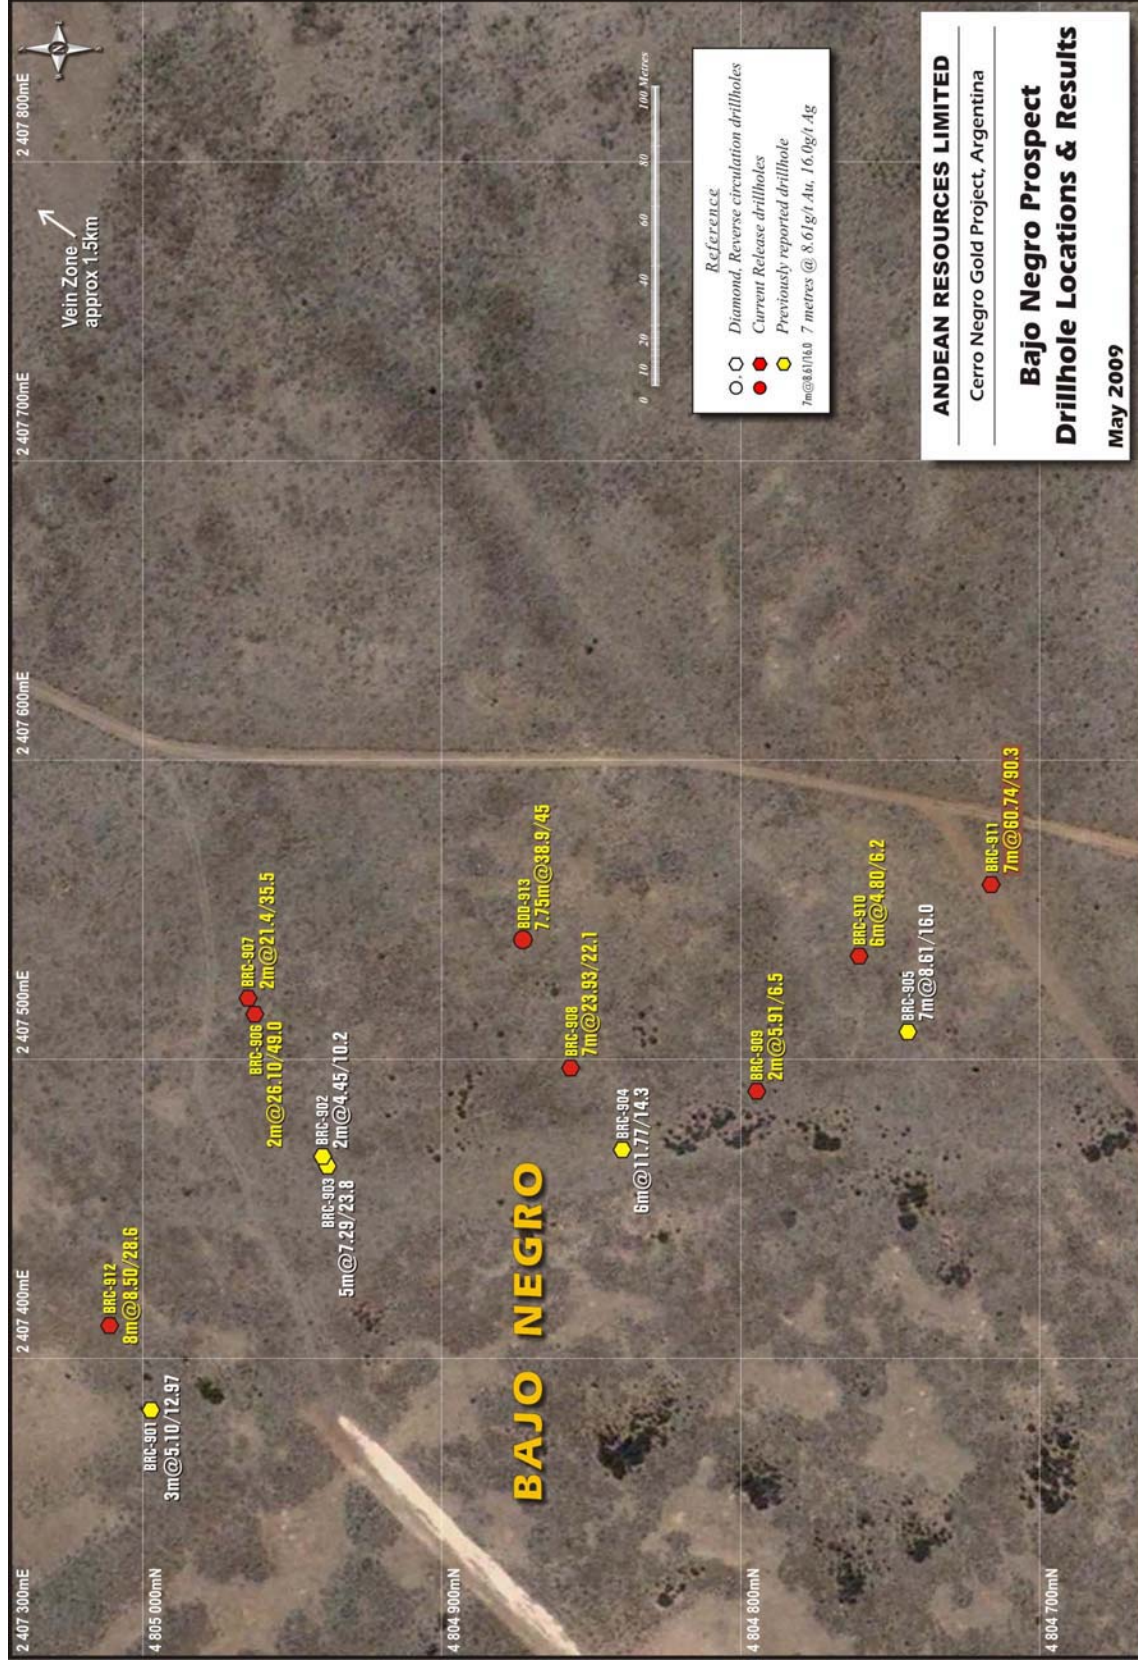 2 407 300mE
2 407 400mE
2 407 500mE
2 407 600mE
2 407 700mE
2 407 800mE
N
Vein Zone
approx 1.5km
4 805 000mN
4 804 900mN
4 804 800mN
4 804 700mN
BRC-912
8m@8.50/28.6
BRC-901
3m@5.10/12.97
BRC-907
2m@21.4/35.5
BRC-906
2m@26.10/49.0
BRC-902
2m@4.45/10.2
BRC-903
5m@7.29/23.8
BDD-913
7.75m@38.9/45
BRC-908
7m@23.93/22.1
BRC-904
6m@11.77/14.3
BRC-909
2m@5.91/6.5
BRC-910
6m@4.80/6.2
BRC-905
7m@8.61/16.0
BRC-911
7m@60.74/90.3
BAJO NEGRO
0 10 20 40 60 80 100 Metres
Reference
Diamond, Reverse circulation drillholes
Current Release drillholes
Previously reported drillhole
7m@8.61/16.0 7 metres @ 8.61g/t Au, 16.0g/t Ag
ANDEAN RESOURCES LIMITED
Cerro Negro Gold Project, Argentina
Bajo Negro Prospect
Drillhole Locations & Results
May 2009